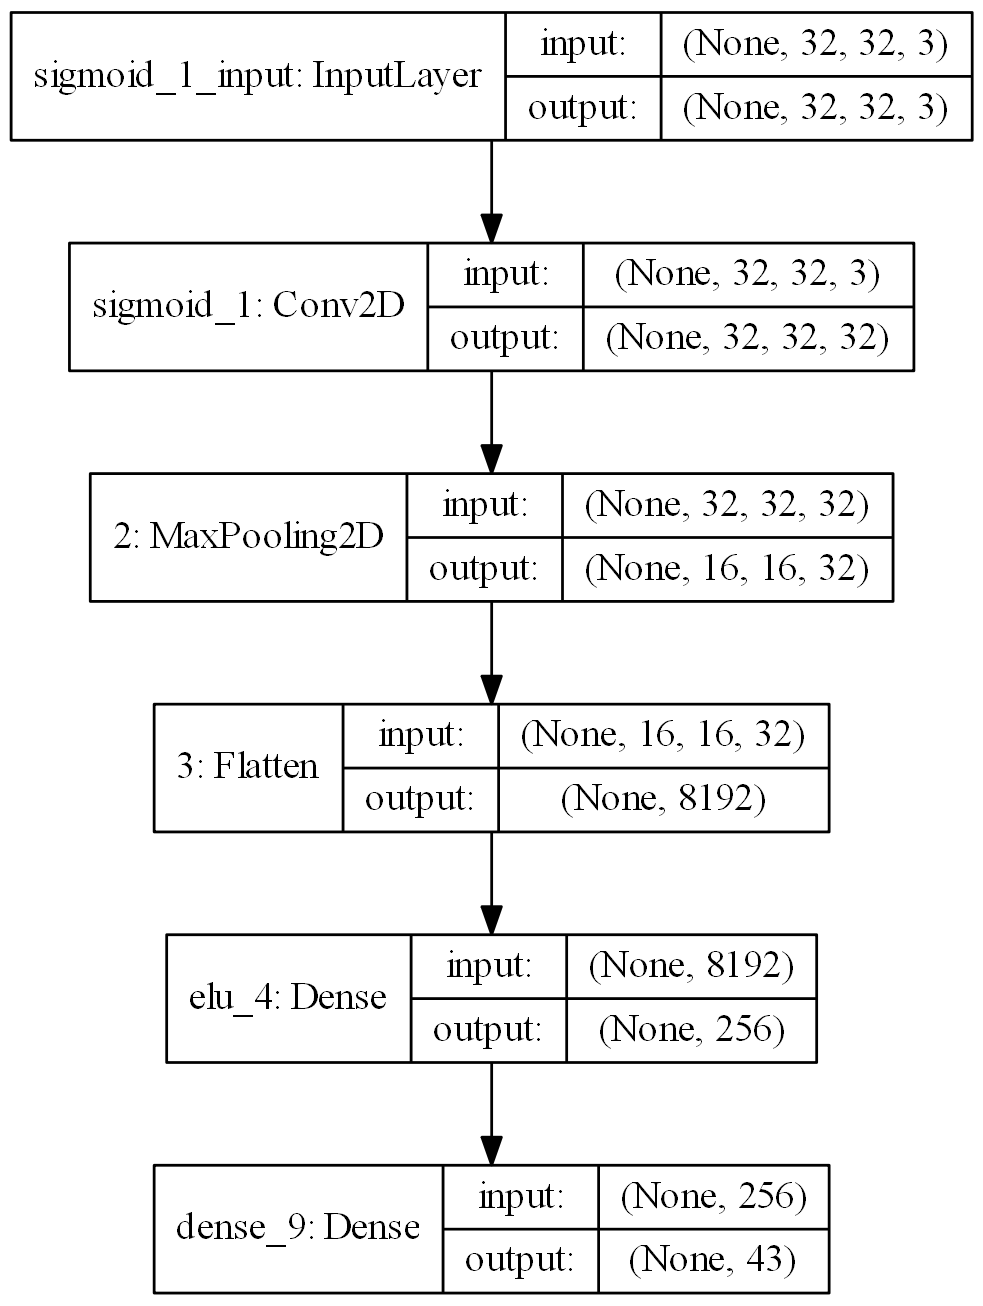 sigmoid_1_input: InputLayer
input: (None, 32, 32, 3)
output: (None, 32, 32, 3)
sigmoid_1: Conv2D
input: (None, 32, 32, 3)
output: (None, 32, 32, 32)
2: MaxPooling2D
input: (None, 32, 32, 32)
output: (None, 16, 16, 32)
3: Flatten
input: (None, 16, 16, 32)
output: (None, 8192)
elu_4: Dense
input: (None, 8192)
output: (None, 256)
dense_9: Dense
input: (None, 256)
output: (None, 43)